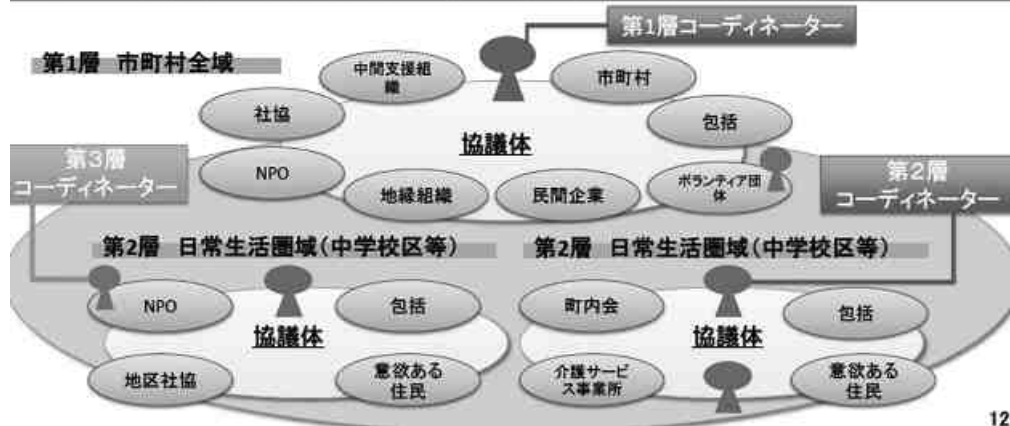 第1層コーディネーター
第1層 市町村全域
中間支援組
織
市町村
社協
包括
協議体
第3層
コーディネーター
NPO
地縁組織
民間企業
ボランティア団
体
第2層
コーディネーター
第2層 日常生活圏域(中学校区等)
第2層 日常生活圏域(中学校区等)
NPO
包括
協議体
地区社協
意欲ある
住民
町内会
包括
協議体
介護サービ
ス事業所
意欲ある
住民
12